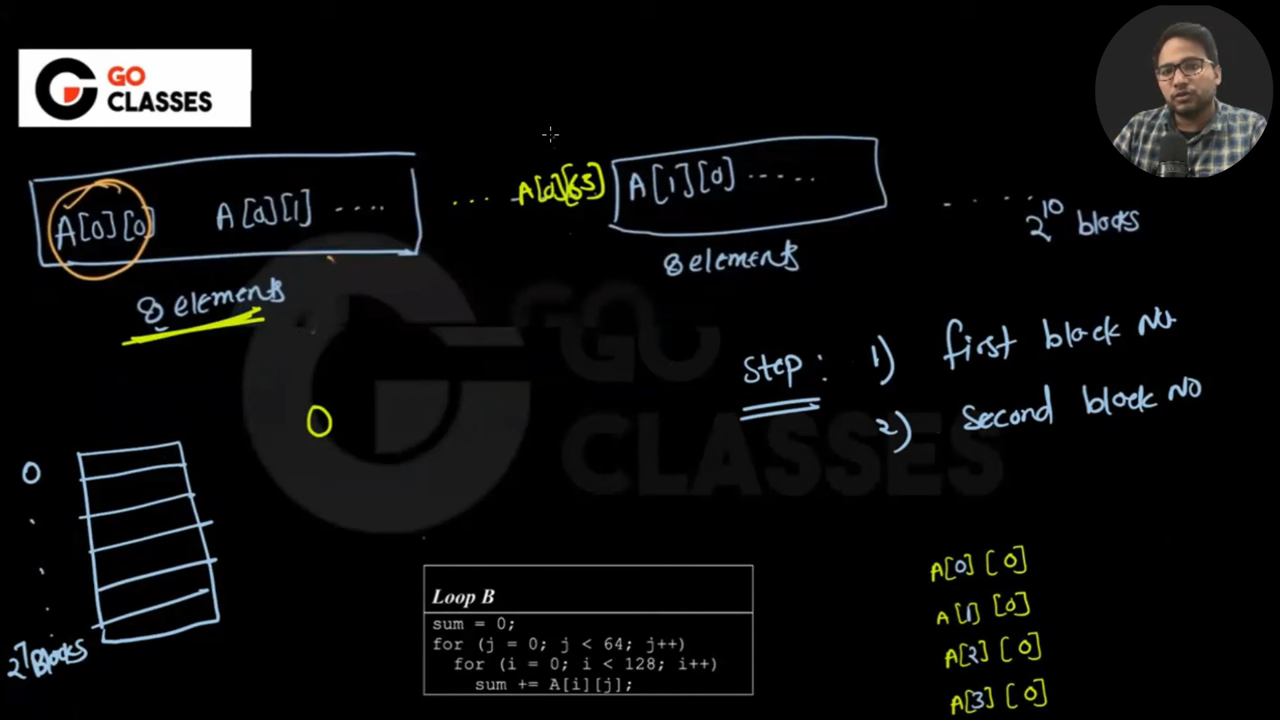 GO
CLASSES
A[0][0] A[0][1] ..... .... A[0][63] A[1][0] ...... .....
2^10 blocks
8 elements
8 elements
Step: 1) first block No.
2) Second block No
0
0
2^7 Blocks
GO
CLASSES
Loop B
sum = 0;
for (j = 0; j < 64; j++)
for (i = 0; i < 128; i++)
sum += A[i][j];
A[0][0]
A[1][0]
A[2][0]
A[3][0]